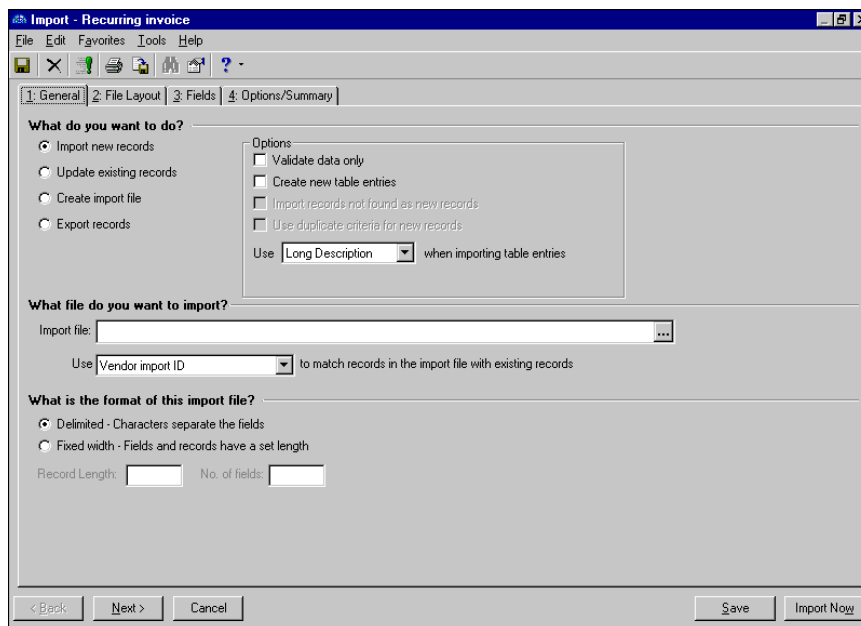 Import - Recurring invoice
File Edit Favorites Tools Help
1: General 2: File Layout 3: Fields 4: Options/Summary
What do you want to do?
Import new records
Update existing records
Create import file
Export records
Options
Validate data only
Create new table entries
Import records not found as new records
Use duplicate criteria for new records
Use Long Description when importing table entries
What file do you want to import?
Import file: ...
Use Vendor import ID to match records in the import file with existing records
What is the format of this import file?
Delimited - Characters separate the fields
Fixed width - Fields and records have a set length
Record Length: No. of fields:
< Back Next > Cancel Save Import Now